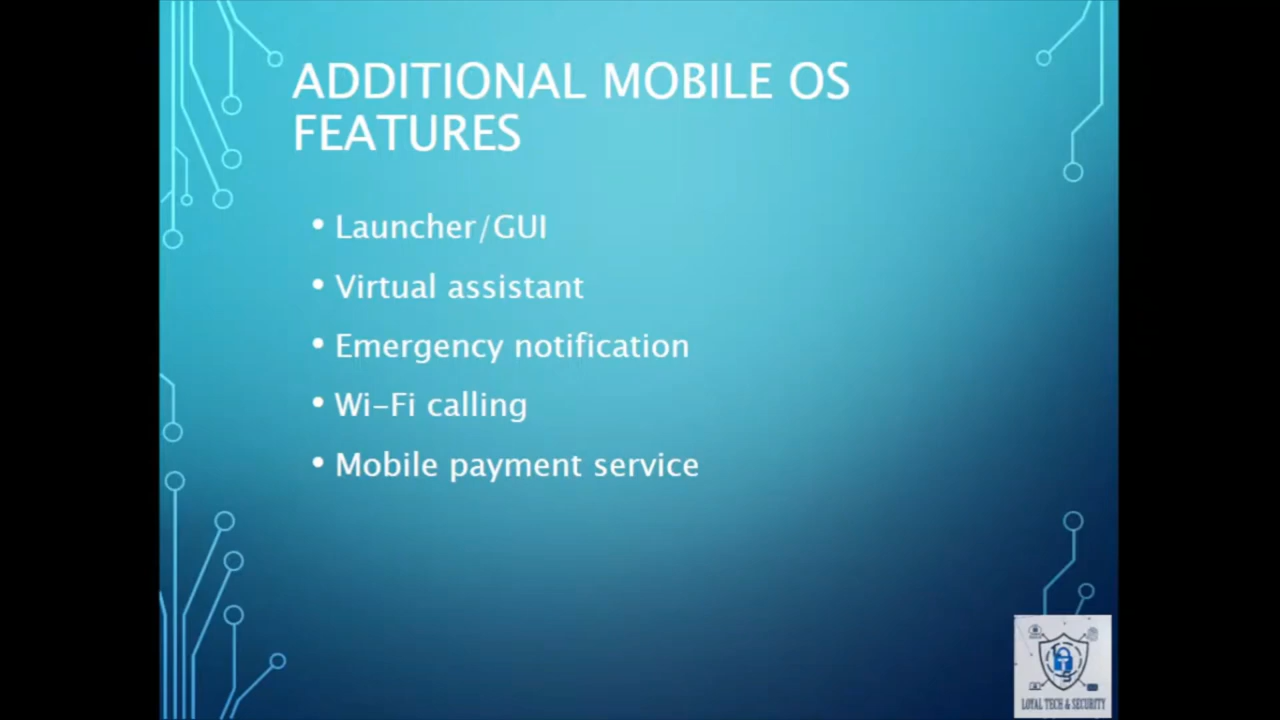 ADDITIONAL MOBILE OS
FEATURES
• Launcher/GUI
• Virtual assistant
• Emergency notification
• Wi-Fi calling
• Mobile payment service
LOYAL TECH & SECURITY